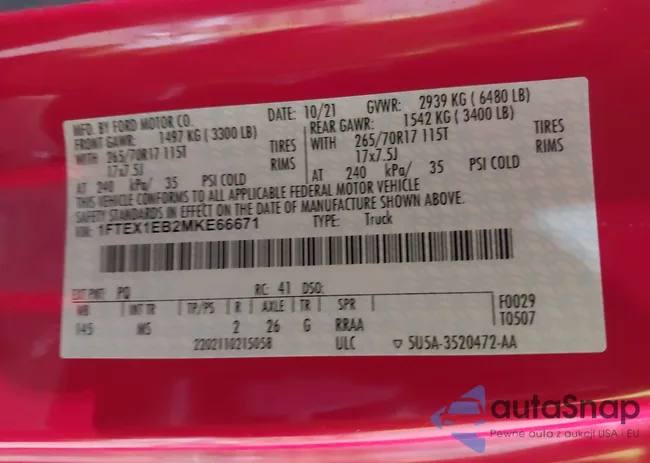 MFD. BY FORD MOTOR CO.
DATE: 10/21 GVWR: 2939 KG ( 6480 LB)
FRONT GAWR: 1497 KG ( 3300 LB)
REAR GAWR: 1542 KG ( 3400 LB)
WITH 265/70R17 115T TIRES
WITH 265/70R17 115T TIRES
17x7.5J RIMS
17x7.5J RIMS
AT 240 kPa/ 35 PSI COLD
AT 240 kPa/ 35 PSI COLD
THIS VEHICLE CONFORMS TO ALL APPLICABLE FEDERAL MOTOR VEHICLE
SAFETY STANDARDS IN EFFECT ON THE DATE OF MANUFACTURE SHOWN ABOVE.
VIN: 1FTEX1EB2MKE66671 TYPE: Truck
EXT PNT: PQ RC: 41 DSO:
WB INT TR TP/PS R AXLE TR SPR
145 MS 2 26 G RRAA
F0029
T0507
2202110215058 ULC 5U5A-3520472-AA
autaSnap
Pewne auta z aukcji USA i EU